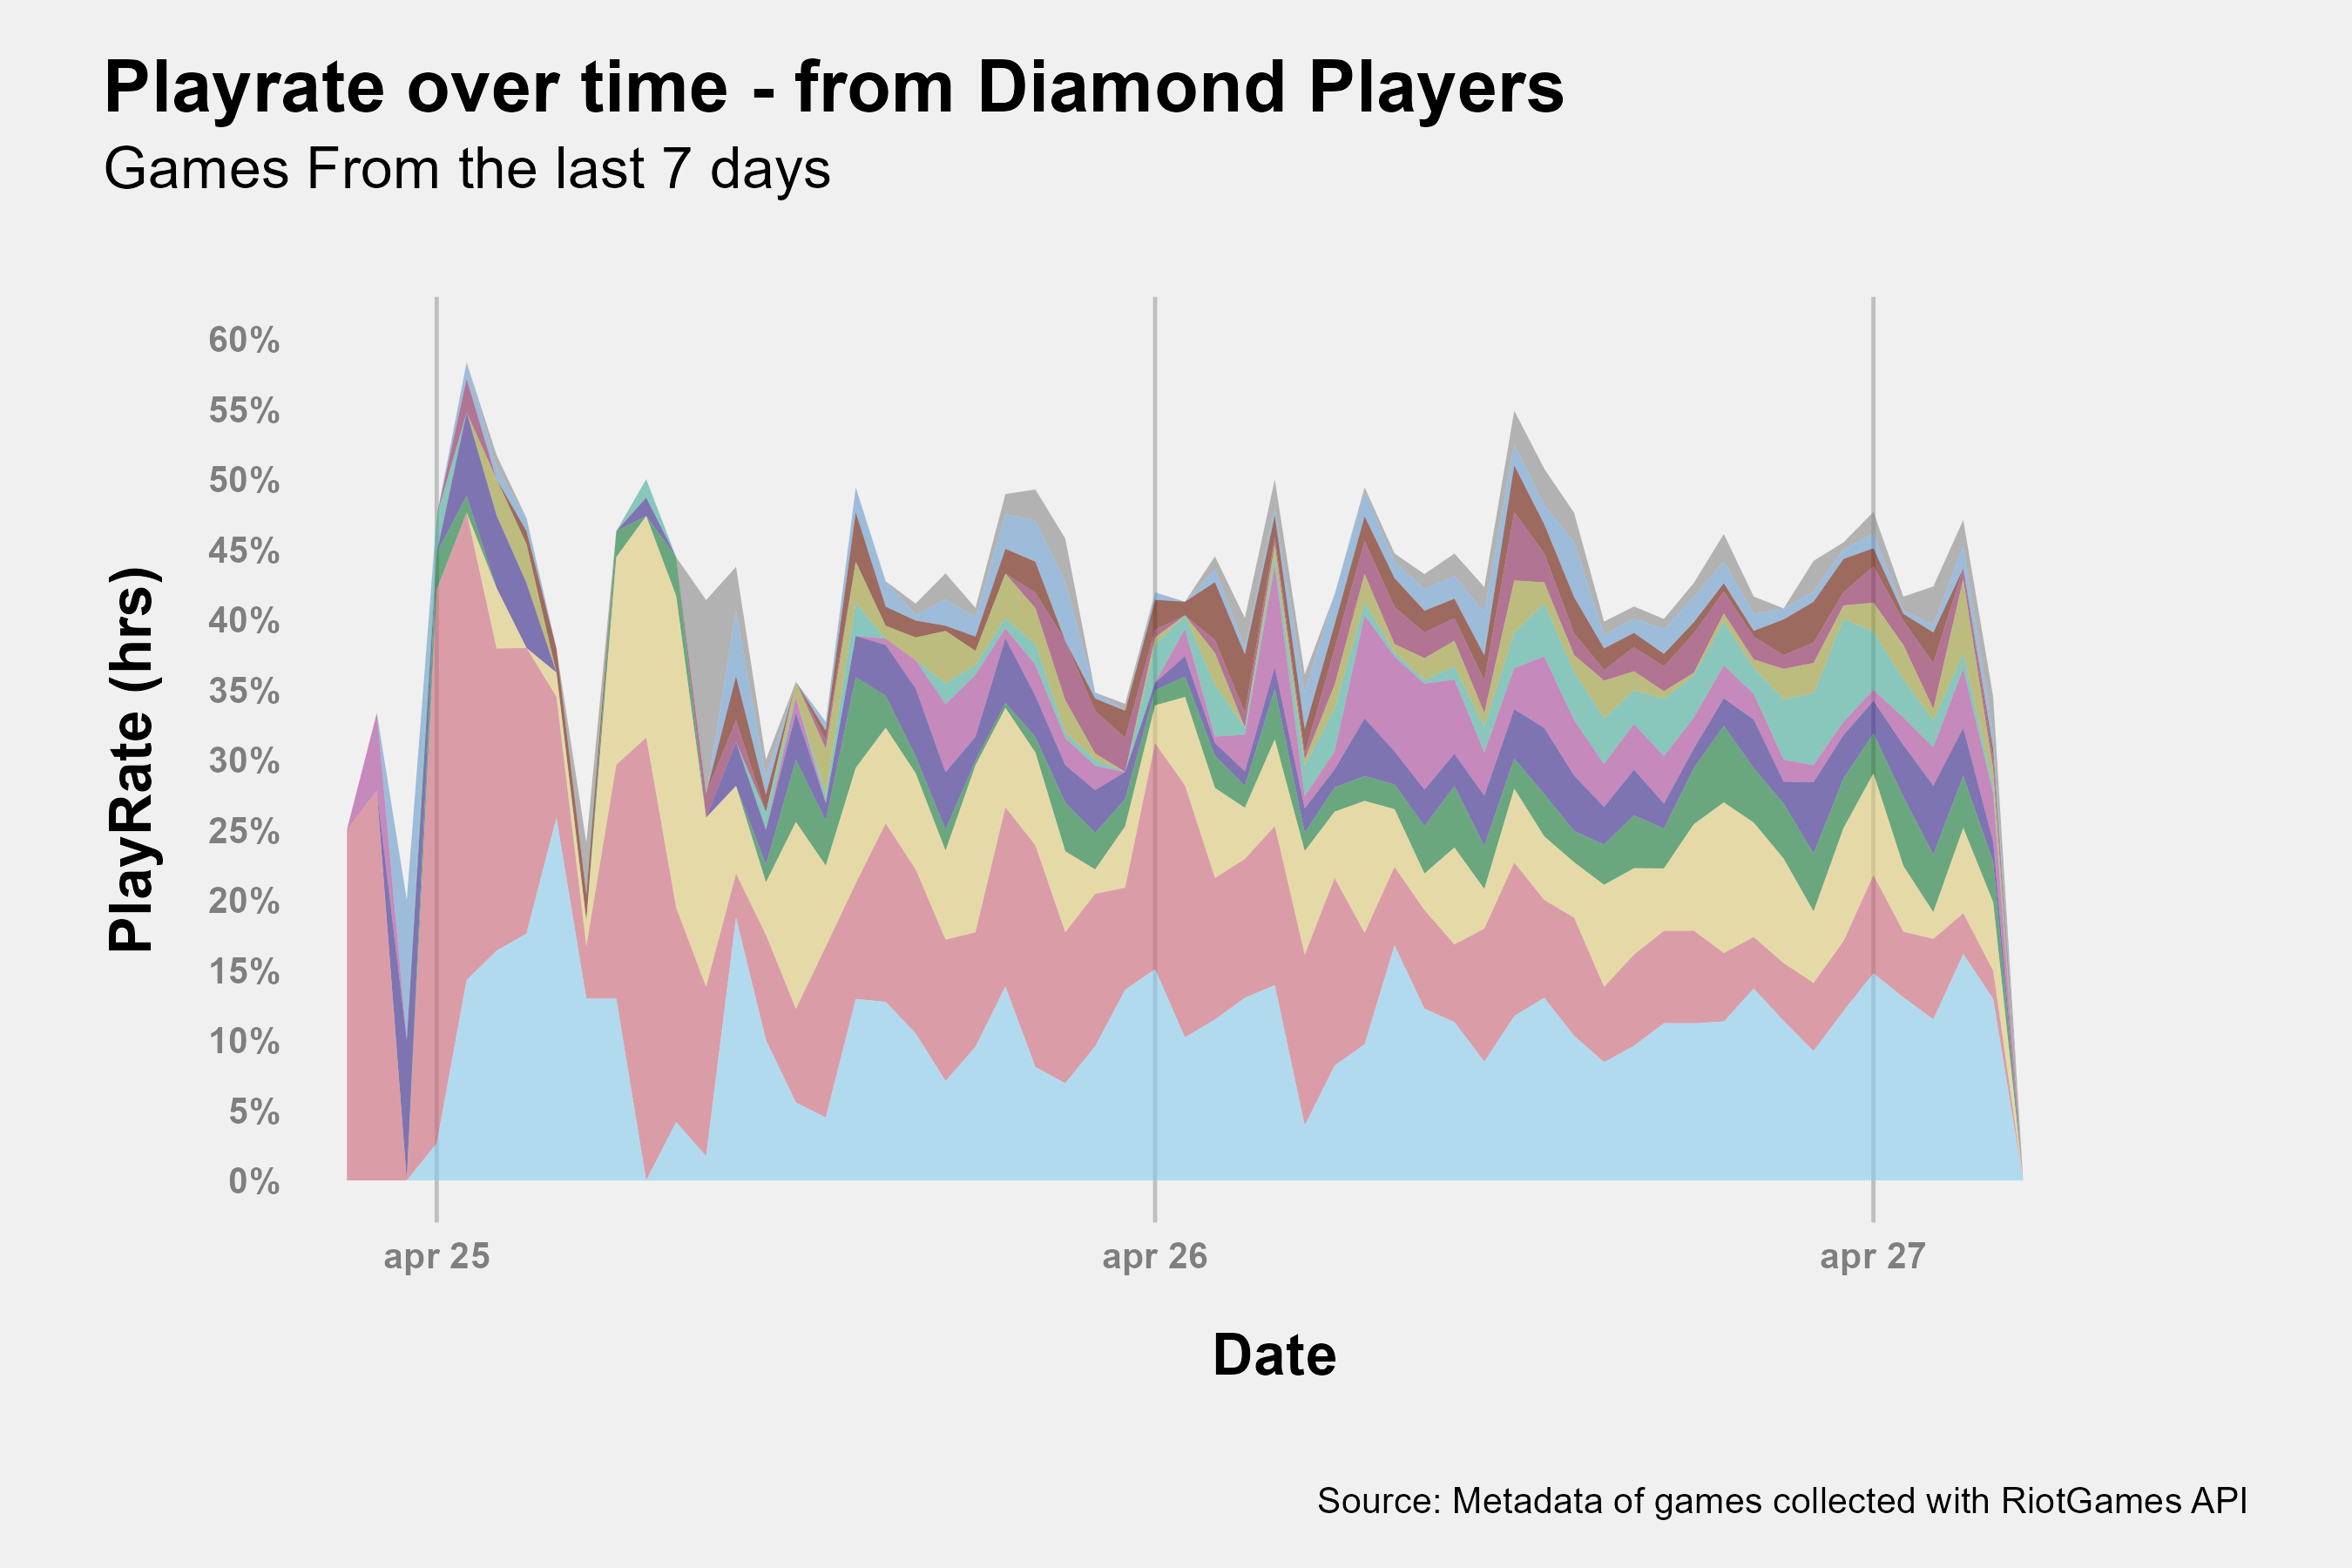 Playrate over time - from Diamond Players
Games From the last 7 days
PlayRate (hrs)
60%
55%
50%
45%
40%
35%
30%
25%
20%
15%
10%
5%
0%
apr 25
apr 26
apr 27
Date
Source: Metadata of games collected with RiotGames API